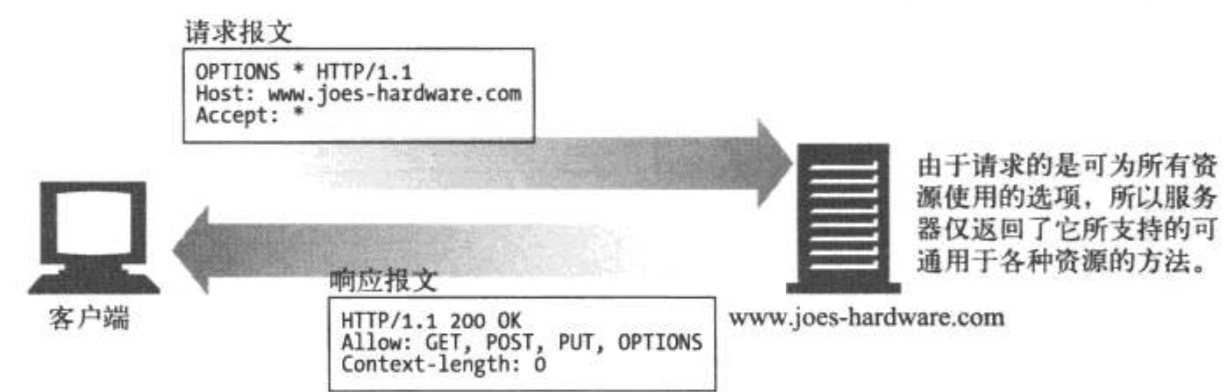 请求报文
OPTIONS * HTTP/1.1
Host: www.joes-hardware.com
Accept: *
由于请求的是可为所有资
源使用的选项，所以服务
器仅返回了它所支持的可
通用于各种资源的方法。
客户端
响应报文
HTTP/1.1 200 OK
Allow: GET, POST, PUT, OPTIONS
Context-length: 0
www.joes-hardware.com